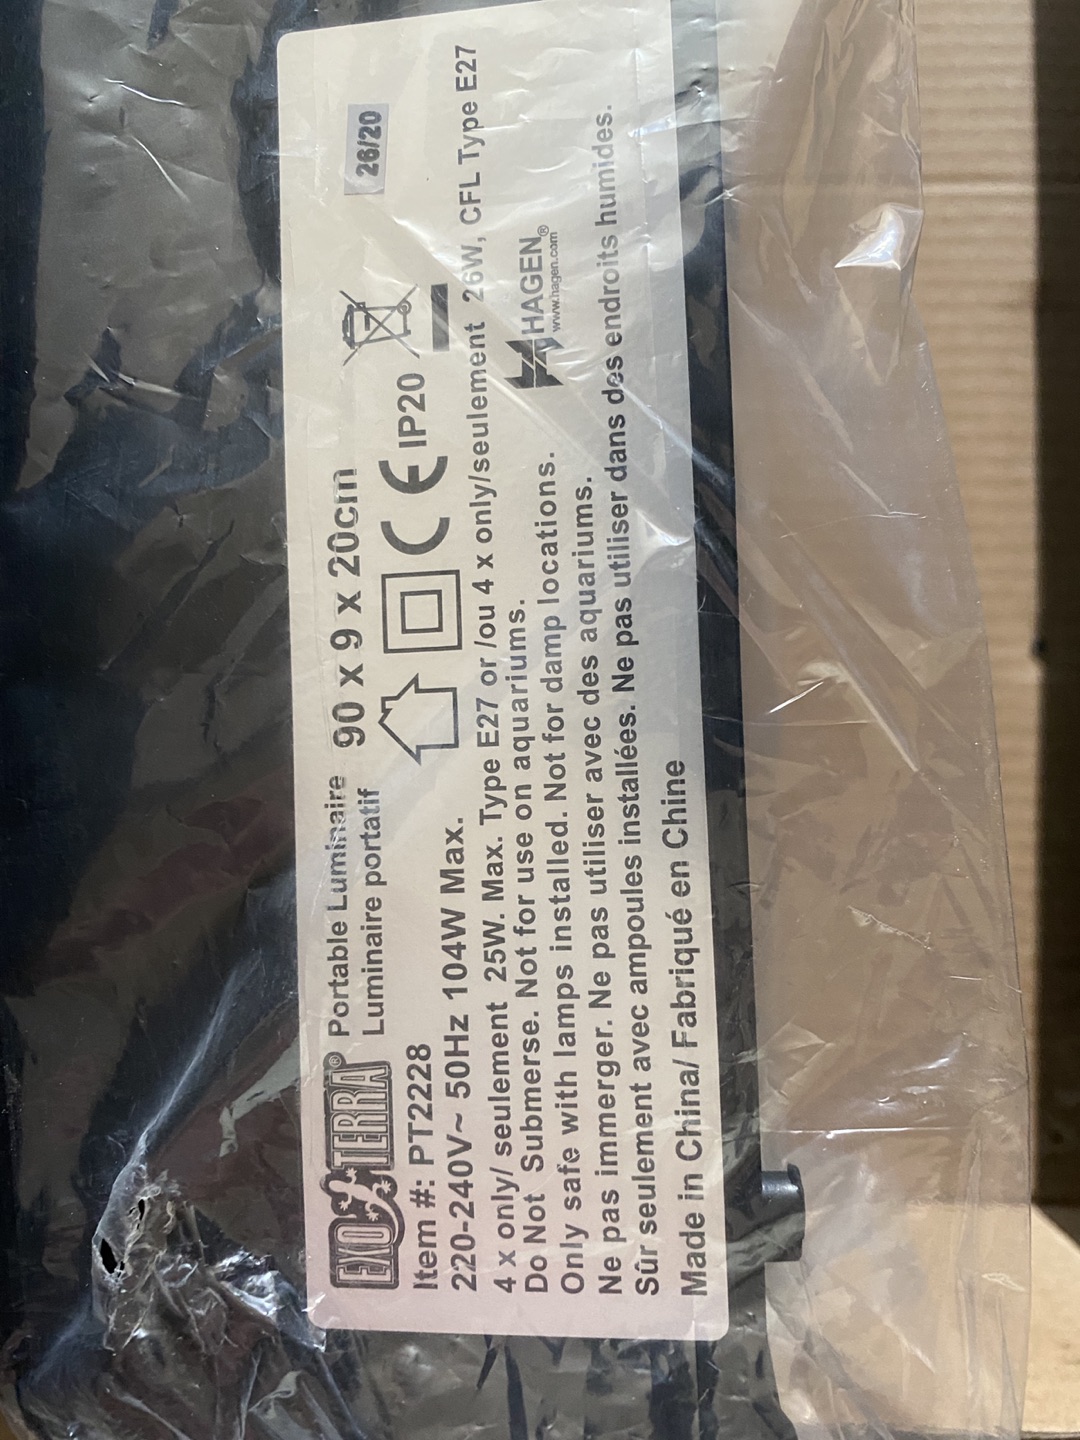 EXO TERRA® Portable Luminaire 90 x 9 x 20cm
Luminaire portatif
26/20
Item #: PT2228
220-240V~ 50Hz 104W Max.
CE IP20
4 x only/ seulement 25W. Max. Type E27 or /ou 4 x only/seulement 26W, CFL Type E27
Do Not Submerse. Not for use on aquariums.
Only safe with lamps installed. Not for damp locations.
HAGEN®
www.hagen.com
Ne pas immerger. Ne pas utiliser avec des aquariums.
Sûr seulement avec ampoules installées. Ne pas utiliser dans des endroits humides.
Made in China/ Fabriqué en Chine